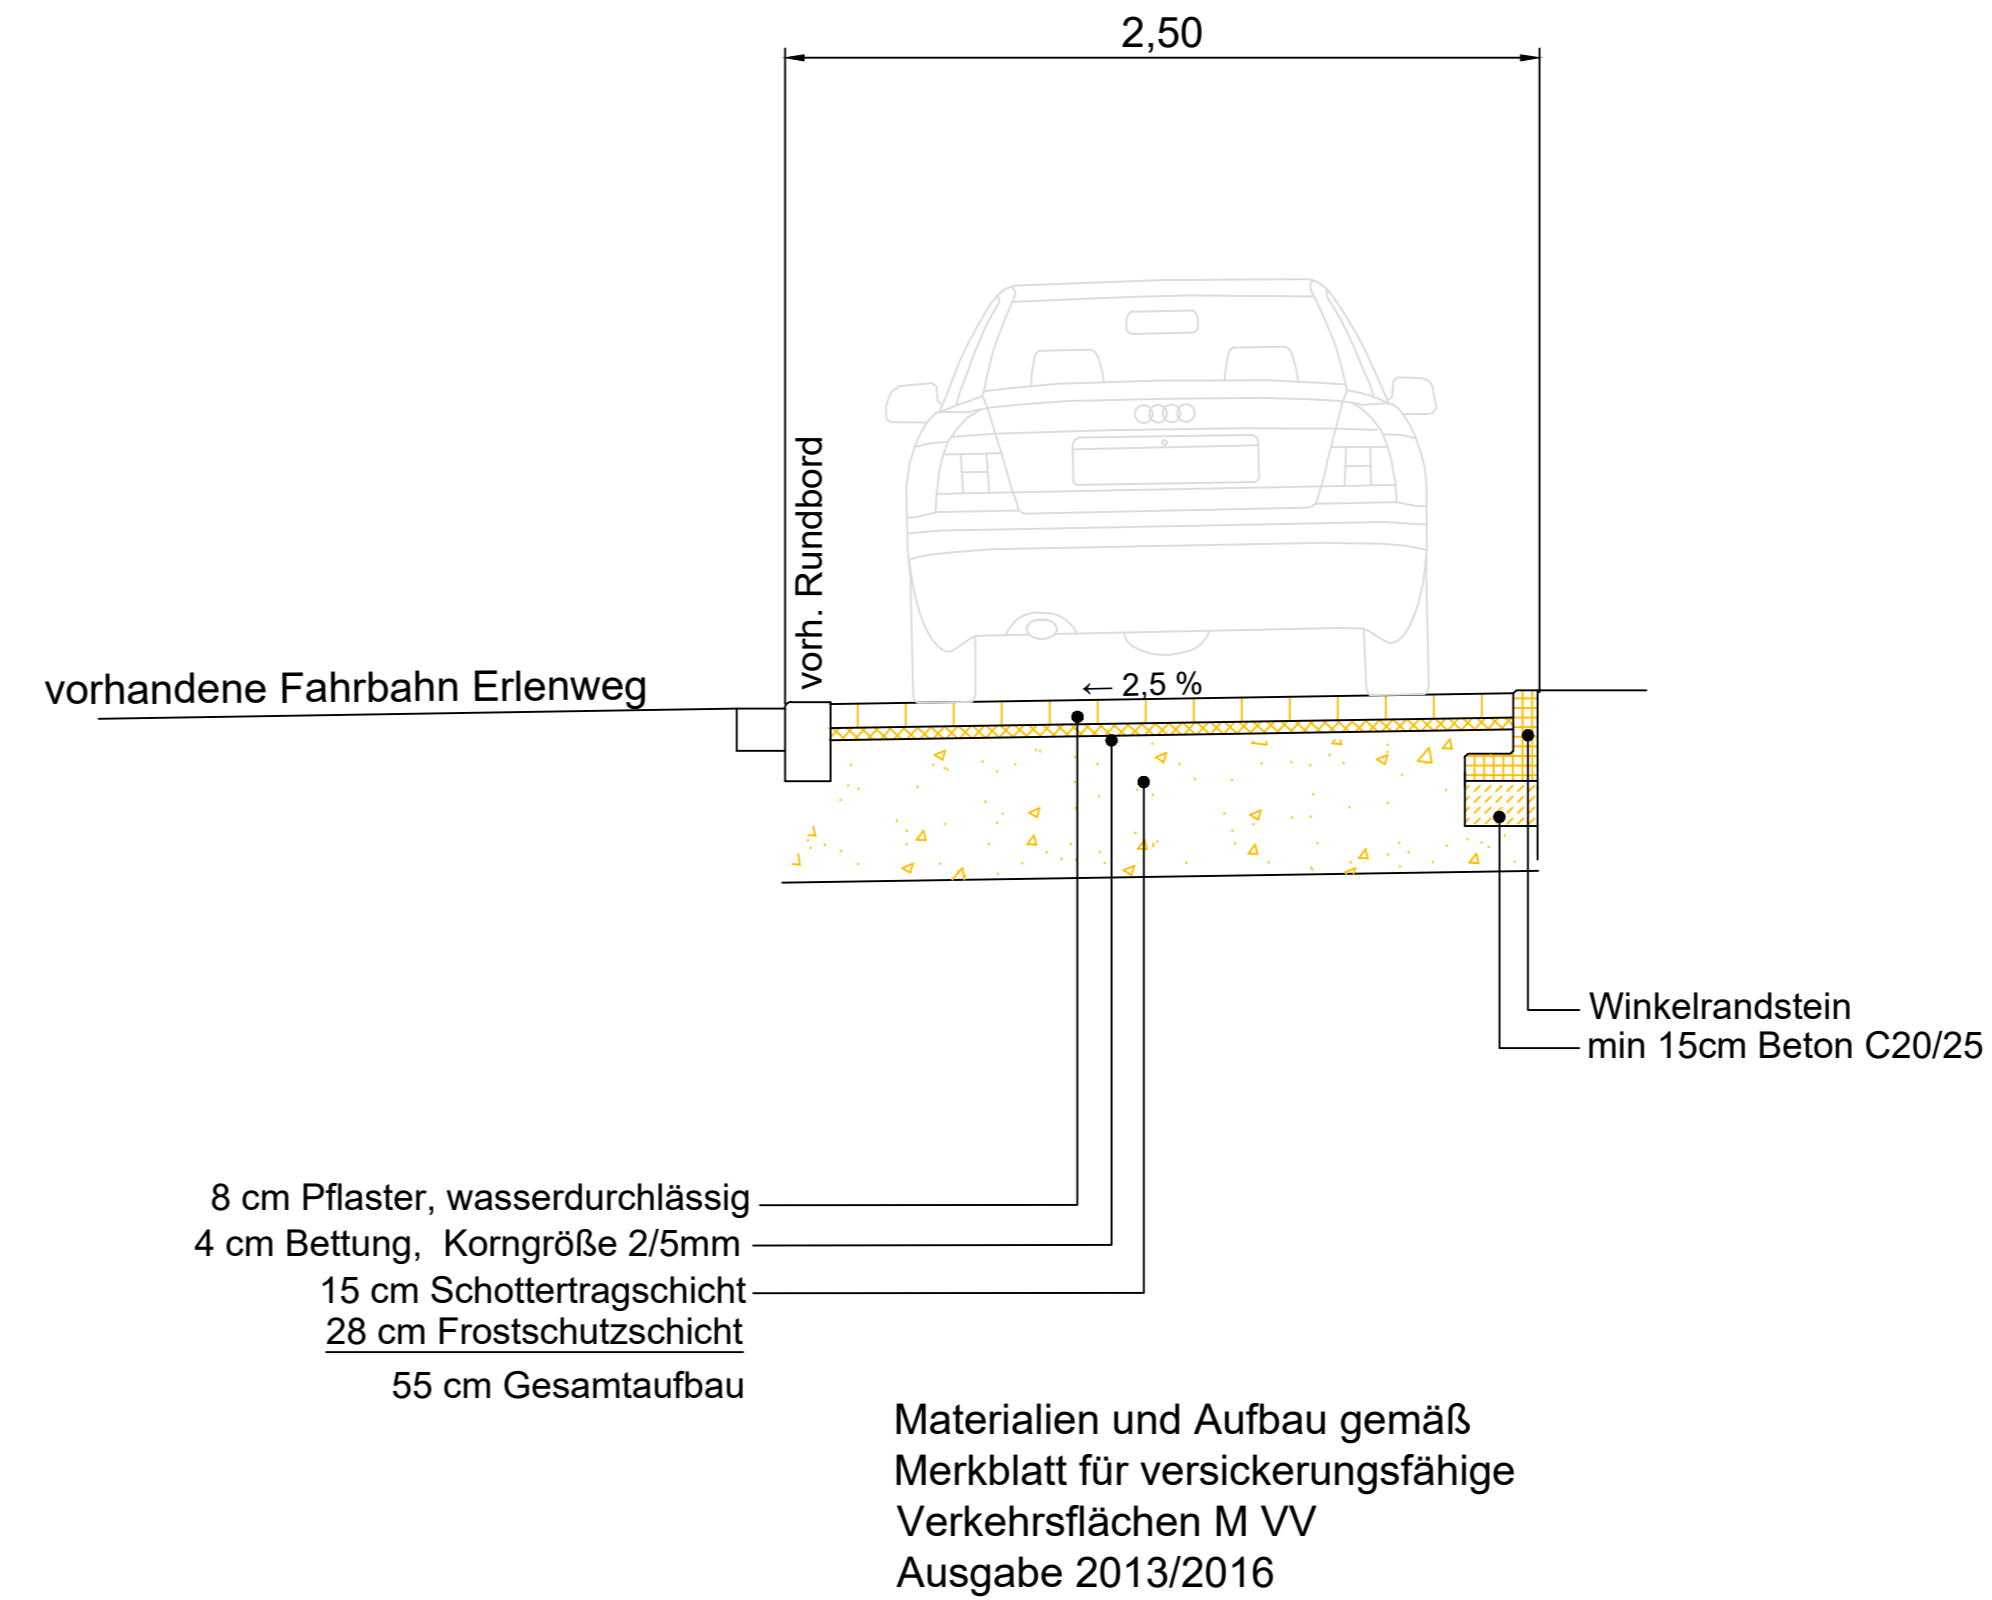 2,50
vorh. Rundbord
vorhandene Fahrbahn Erlenweg
← 2,5 %
Winkelrandstein
min 15cm Beton C20/25
8 cm Pflaster, wasserdurchlässig
4 cm Bettung, Korngröße 2/5mm
15 cm Schottertragschicht
28 cm Frostschutzschicht
55 cm Gesamtaufbau
Materialien und Aufbau gemäß
Merkblatt für versickerungsfähige
Verkehrsflächen M VV
Ausgabe 2013/2016